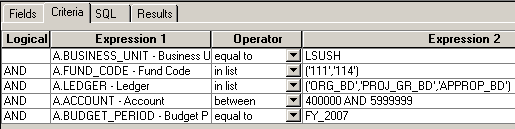 Fields Criteria SQL Results
Logical Expression 1 Operator Expression 2
A.BUSINESS_UNIT - Business U equal to LSUSH
AND A.FUND_CODE - Fund Code in list ('111','114')
AND A.LEDGER - Ledger in list ('ORG_BD','PROJ_GR_BD','APPROP_BD')
AND A.ACCOUNT - Account between 400000 AND 5999999
AND A.BUDGET_PERIOD - Budget P equal to FY_2007